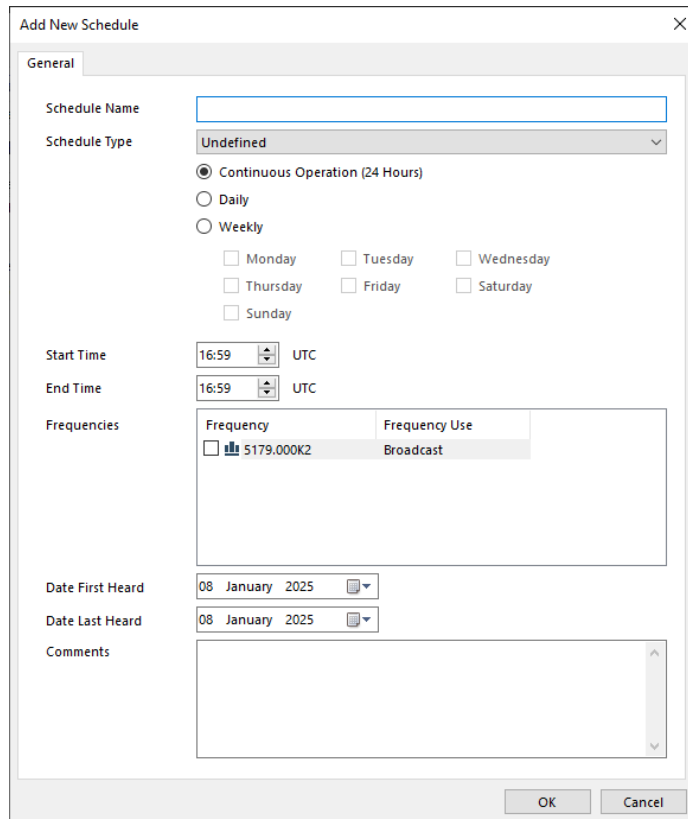 Add New Schedule
General
Schedule Name
Schedule Type Undefined
Continuous Operation (24 Hours)
Daily
Weekly
Monday Tuesday Wednesday
Thursday Friday Saturday
Sunday
Start Time 16:59 UTC
End Time 16:59 UTC
Frequencies Frequency Frequency Use
5179.000K2 Broadcast
Date First Heard 08 January 2025
Date Last Heard 08 January 2025
Comments
OK Cancel